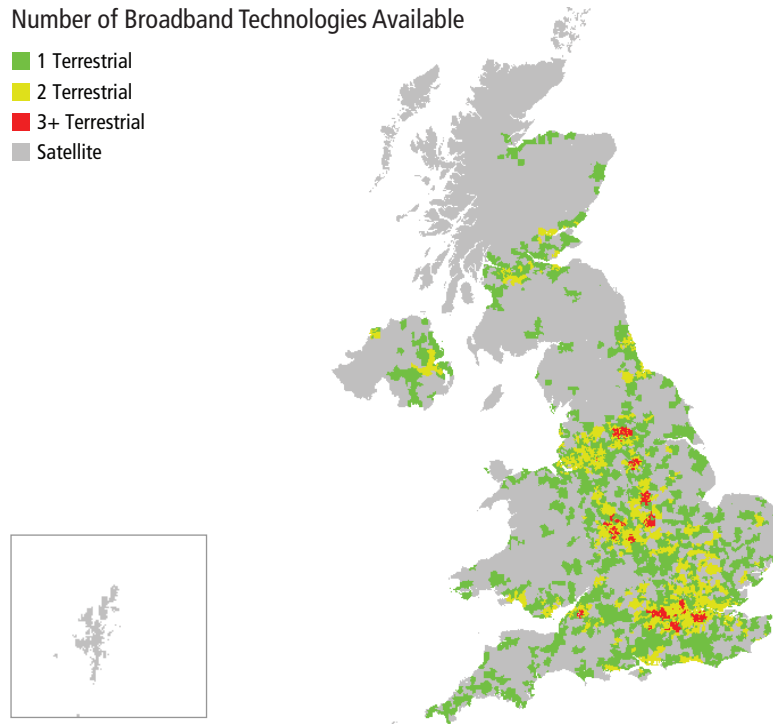 Number of Broadband Technologies Available
1 Terrestrial
2 Terrestrial
3+ Terrestrial
Satellite